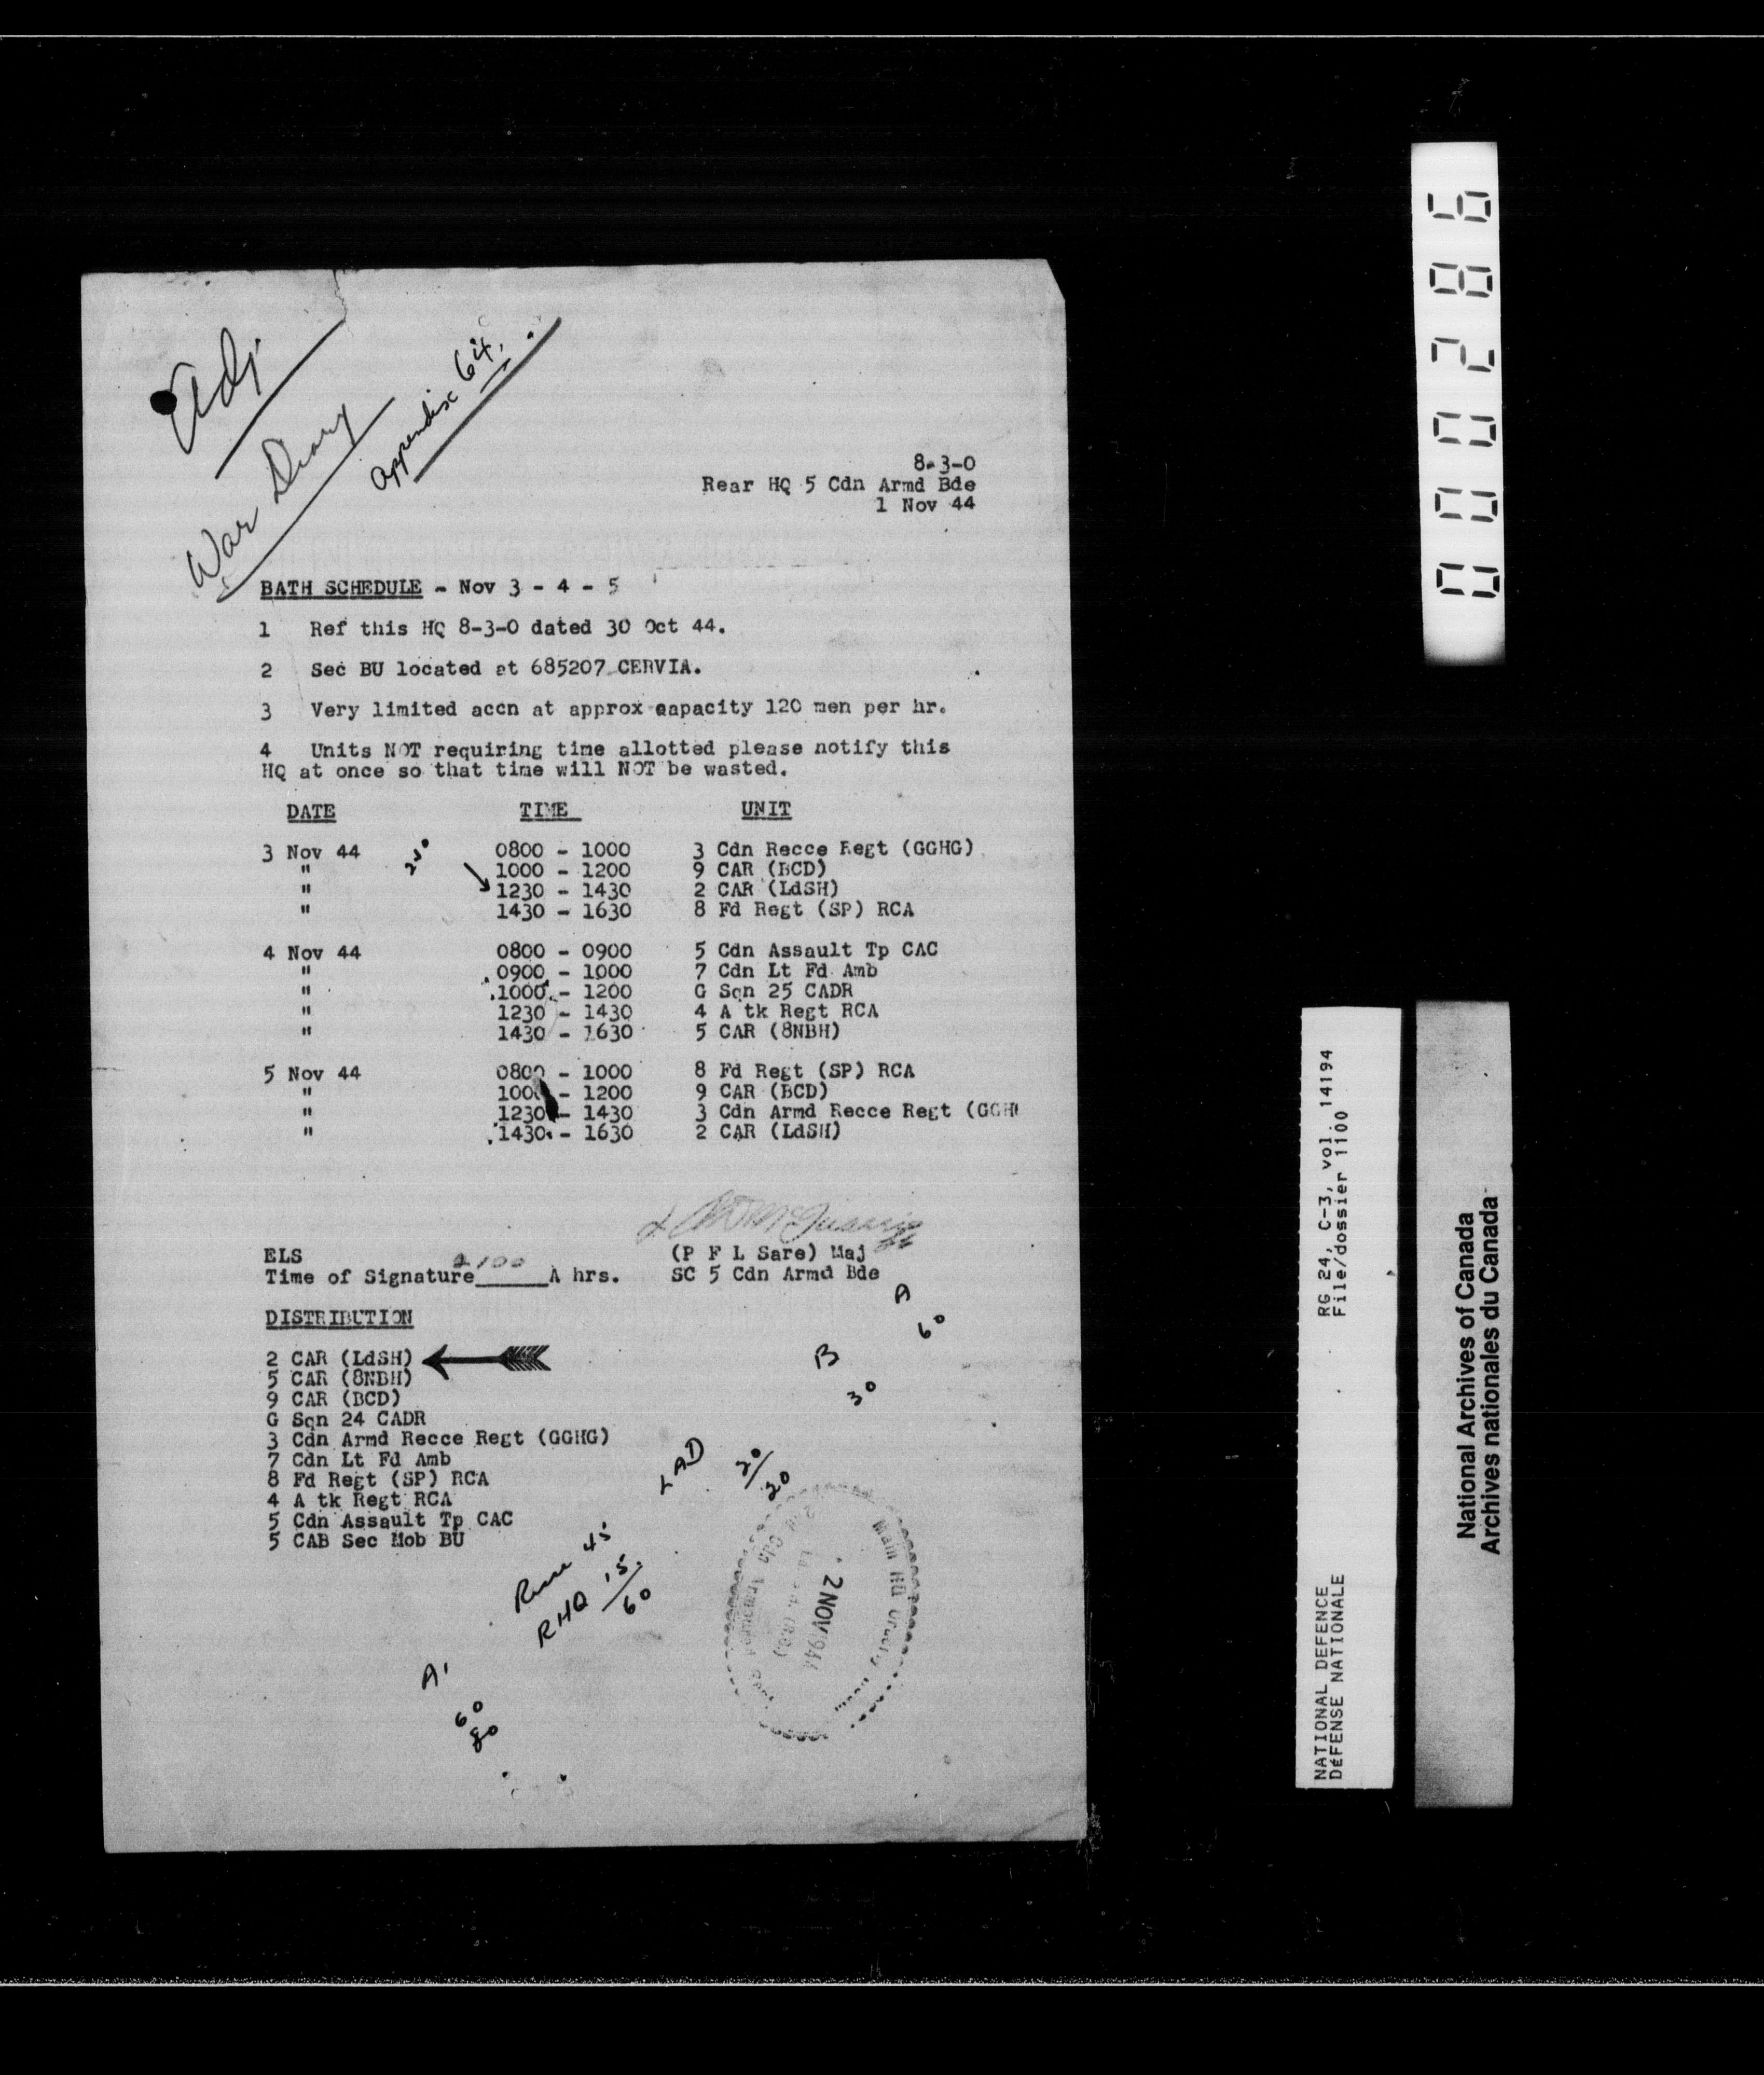 Adj.
War Diary
Appendix 64.
8-3-0
Rear HQ 5 Cdn Armd Bde
1 Nov 44
BATH SCHEDULE - Nov 3 - 4 - 5
1 Ref this HQ 8-3-0 dated 30 Oct 44.
2 Sec BU located at 685207 CERVIA.
3 Very limited accn at approx capacity 120 men per hr.
4 Units NOT requiring time allotted please notify this
HQ at once so that time will NOT be wasted.
DATE TIME UNIT
3 Nov 44 0800 - 1000 3 Cdn Recce Regt (GGHG)
" 1000 - 1200 9 CAR (BCD)
" 1230 - 1430 2 CAR (LdSH)
" 1430 - 1630 8 Fd Regt (SP) RCA
4 Nov 44 0800 - 0900 5 Cdn Assault Tp CAC
" 0900 - 1000 7 Cdn Lt Fd Amb
" 1000 - 1200 G Sqn 25 CADR
" 1230 - 1430 4 A tk Regt RCA
" 1430 - 1630 5 CAR (8NBH)
5 Nov 44 0800 - 1000 8 Fd Regt (SP) RCA
" 1000 - 1200 9 CAR (BCD)
" 1230 - 1430 3 Cdn Armd Recce Regt (GGH
" 1430 - 1630 2 CAR (LdSH)
ELS (P F L Sare) Maj
Time of Signature 2100 A hrs. SC 5 Cdn Armd Bde
DISTRIBUTION
2 CAR (LdSH)
5 CAR (8NBH)
9 CAR (BCD)
G Sqn 24 CADR
3 Cdn Armd Recce Regt (GGHG)
7 Cdn Lt Fd Amb
8 Fd Regt (SP) RCA
4 A tk Regt RCA
5 Cdn Assault Tp CAC
5 CAB Sec Mob BU
A
60
B
30
LAD
20
20
45
RHQ 15
60
A
60
80
2 NOV 1944
000286
RG 24, C-3, vol. 14194
File/dossier 1100
NATIONAL DEFENCE
DéFENSE NATIONALE
National Archives of Canada
Archives nationales du Canada